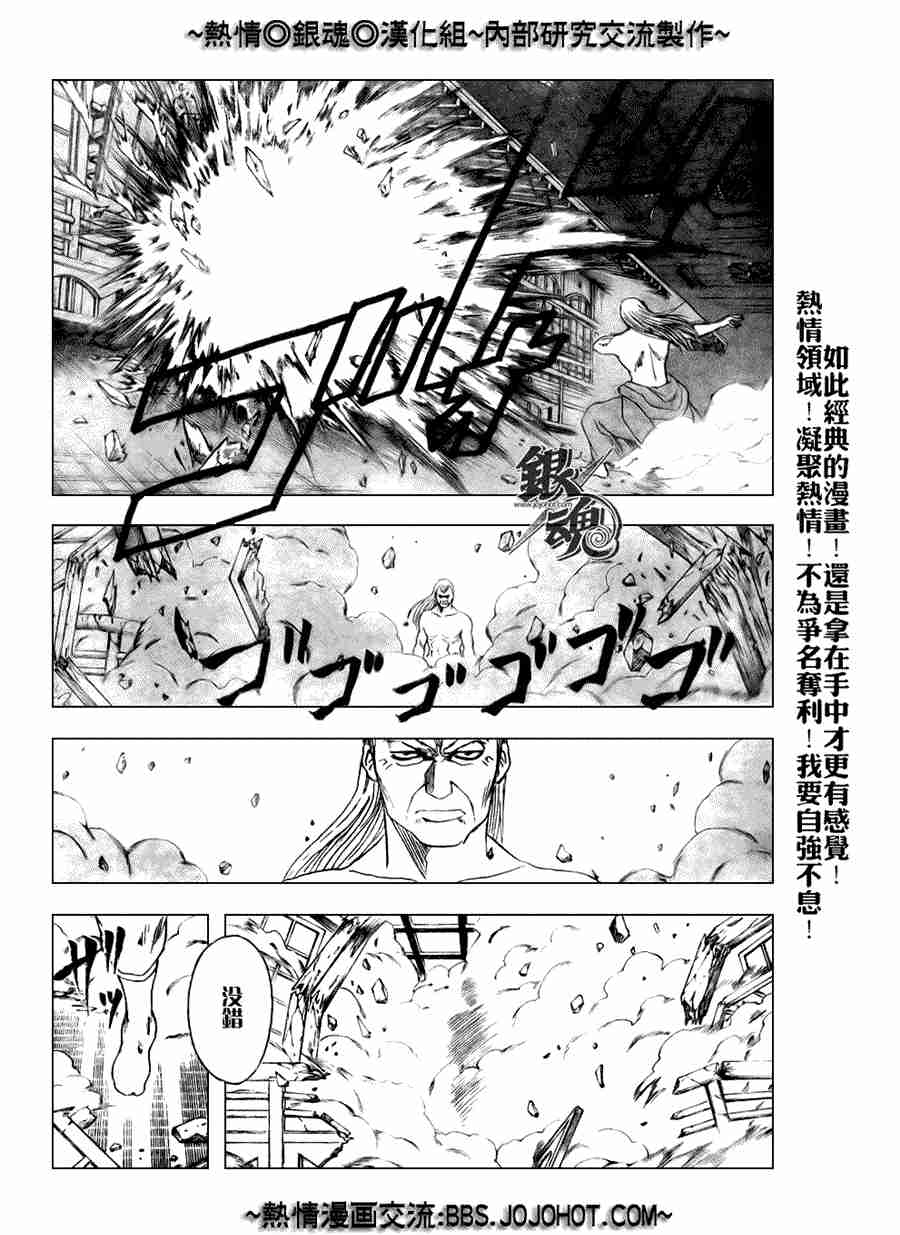 ~熱情◎銀魂◎漢化組~內部研究交流製作~
如此經典的漫畫！還是拿在手中才更有感覺！
熱情領域！凝聚熱情！不為爭名奪利！我要自強不息！
銀魂
www.jojohot.com
ゴゴゴゴゴゴゴ
没錯
ザッ
~熱情漫画交流:BBS.JOJOHOT.COM~